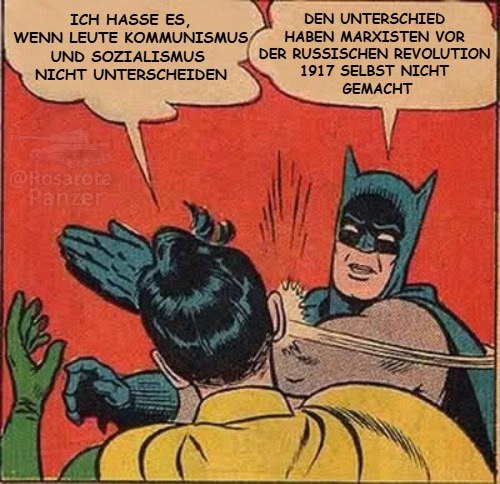 ICH HASSE ES,
WENN LEUTE KOMMUNISMUS
UND SOZIALISMUS
NICHT UNTERSCHEIDEN
DEN UNTERSCHIED
HABEN MARXISTEN VOR
DER RUSSISCHEN REVOLUTION
1917 SELBST NICHT
GEMACHT
@Rosarote
Panzer